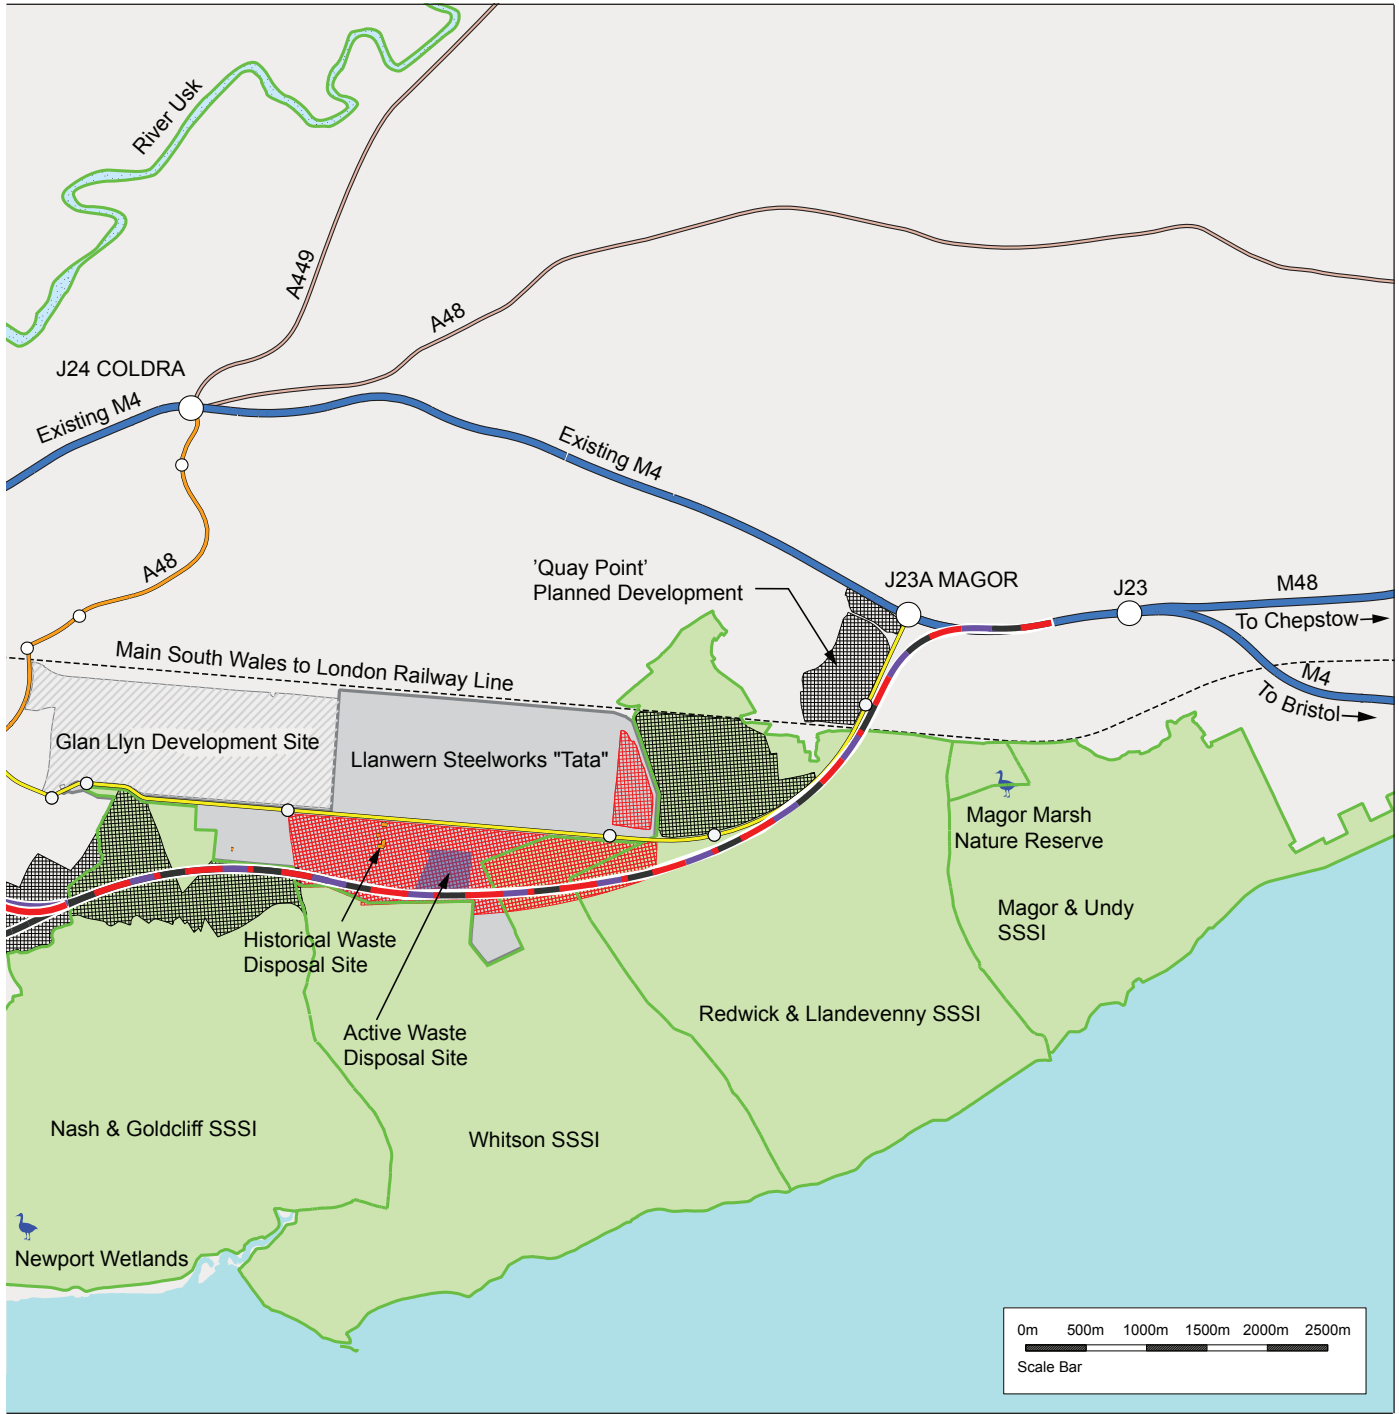 River Usk
A449
A48
J24 COLDRA
Existing M4
Existing M4
A48
'Quay Point'
Planned Development
J23A MAGOR
J23
M48
To Chepstow
M4
To Bristol
Main South Wales to London Railway Line
Glan Llyn Development Site
Llanwern Steelworks "Tata"
Magor Marsh
Nature Reserve
Magor & Undy
SSSI
Historical Waste
Disposal Site
Active Waste
Disposal Site
Redwick & Llandevenny SSSI
Nash & Goldcliff SSSI
Whitson SSSI
Newport Wetlands
0m 500m 1000m 1500m 2000m 2500m
Scale Bar